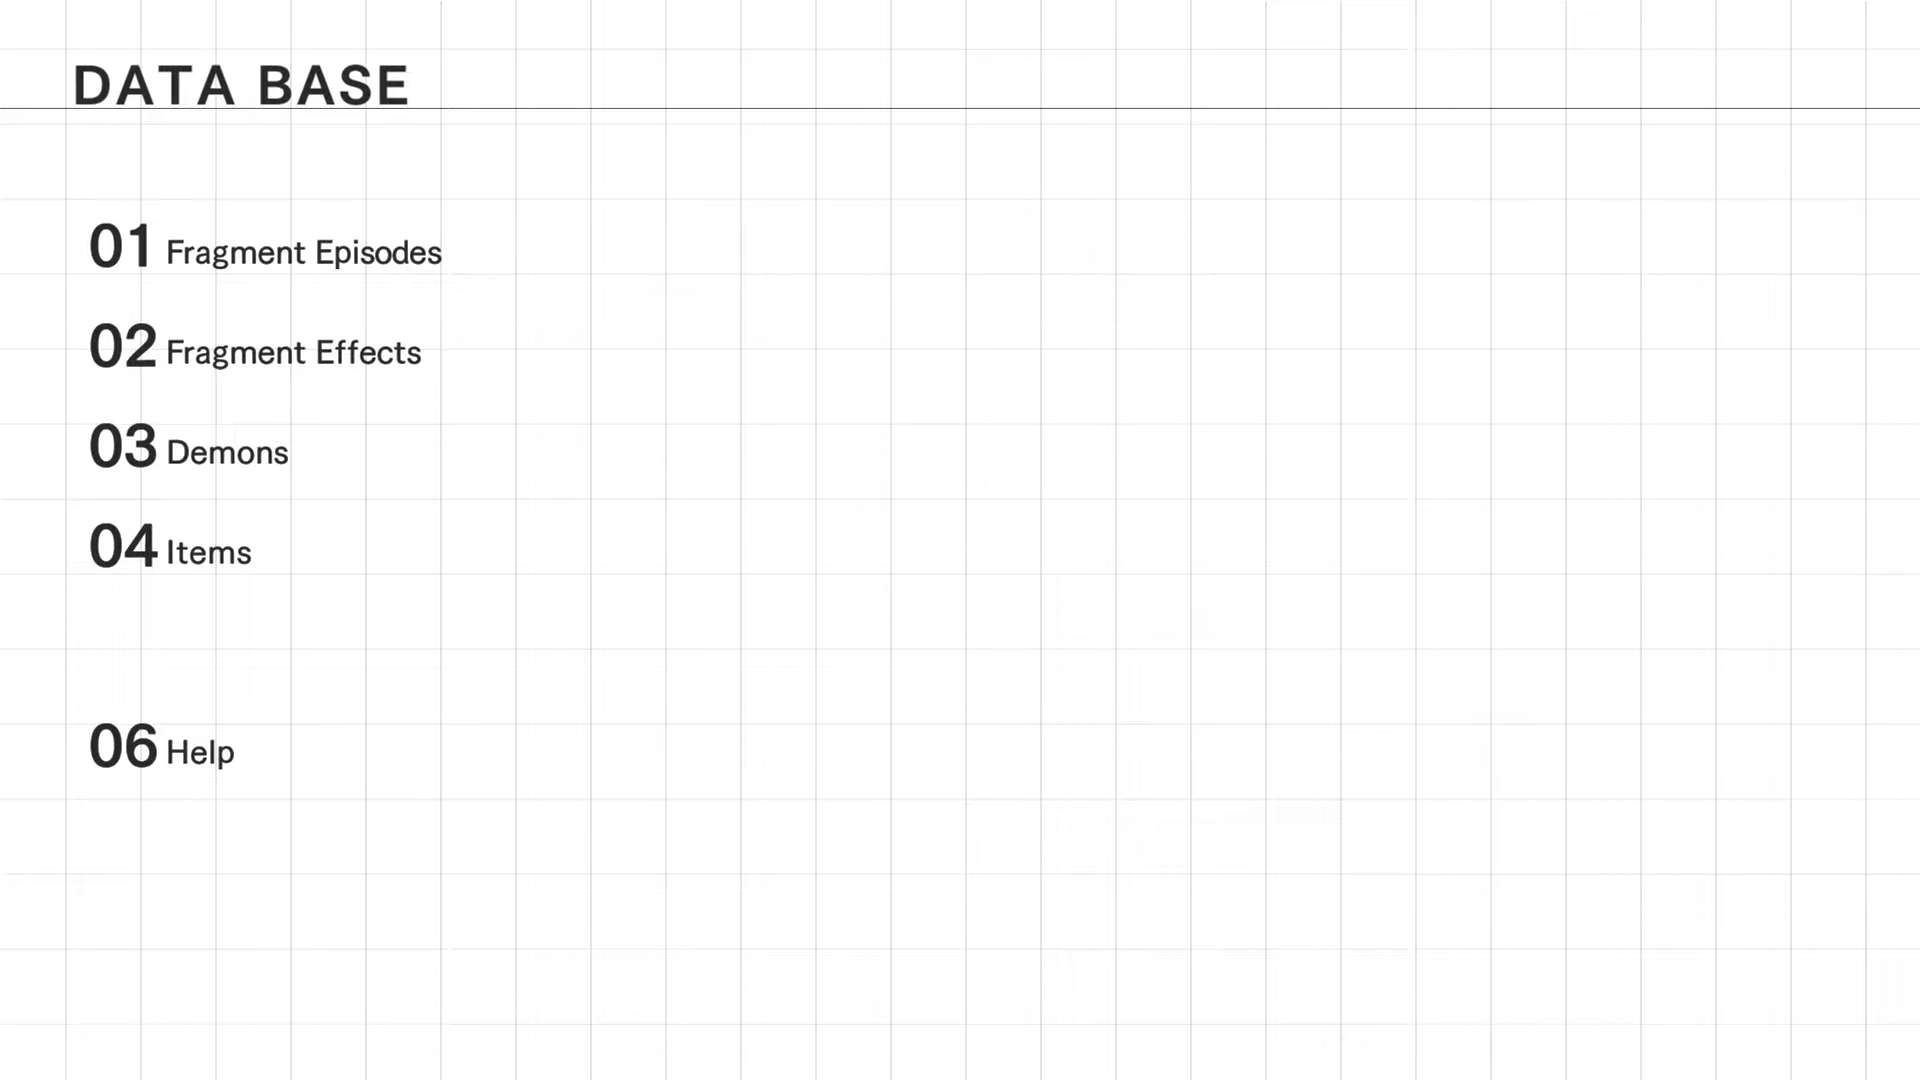 DATA BASE
01 Fragment Episodes
02 Fragment Effects
03 Demons
04 Items
06 Help